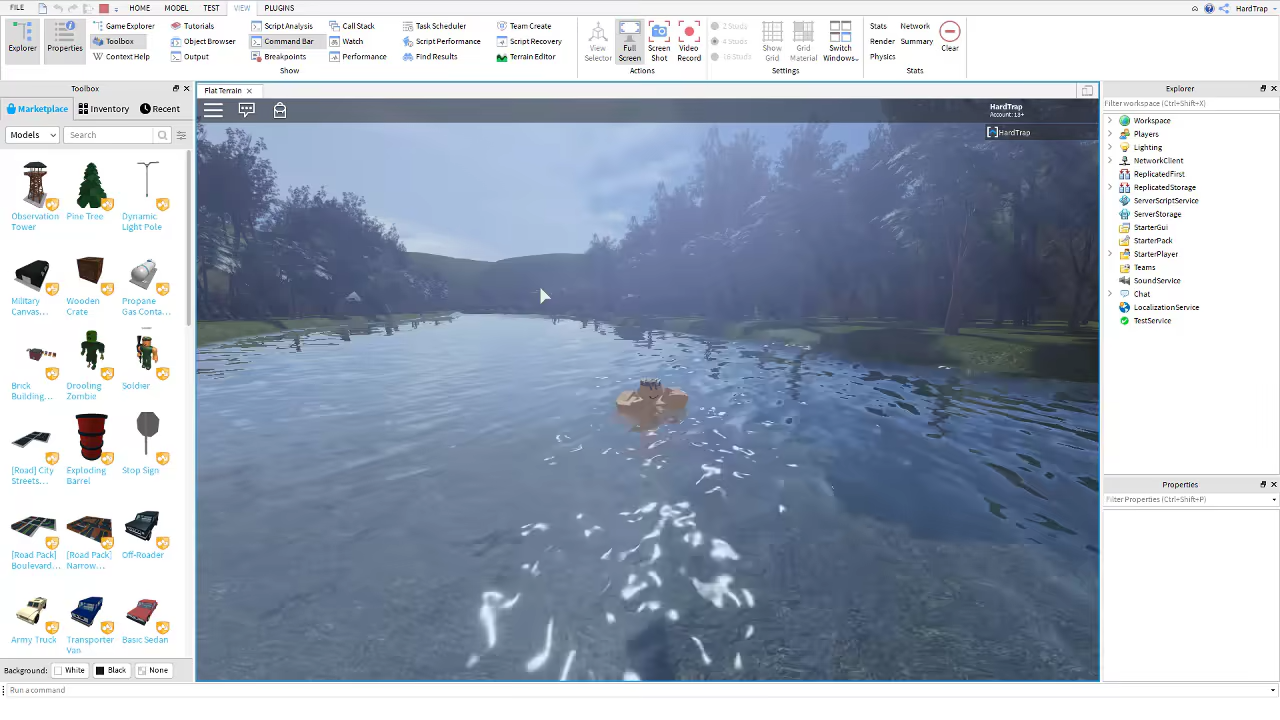 FILE HOME MODEL TEST VIEW PLUGINS HardTrap
Explorer Properties
Game Explorer Tutorials Script Analysis Call Stack Task Scheduler Team Create
Toolbox Object Browser Command Bar Watch Script Performance Script Recovery
Context Help Output Breakpoints Performance Find Results Terrain Editor
Show
View Selector
Full Screen
Screen Shot
Video Record
Actions
2 Studs
4 Studs
16 Studs
Show Grid
Grid Material
Switch Windows
Settings
Stats Network
Render Summary
Physics
Clear
Stats
Toolbox
Marketplace Inventory Recent
Models Search
Observation Tower
Pine Tree
Dynamic Light Pole
Military Canvas...
Wooden Crate
Propane Gas Conta...
Brick Building...
Drooling Zombie
Soldier
[Road] City Streets...
Exploding Barrel
Stop Sign
[Road Pack] Boulevard...
[Road Pack] Narrow...
Off-Roader
Army Truck
Transporter Van
Basic Sedan
Background: White Black None
Run a command
Flat Terrain
HardTrap
Account: 13+
HardTrap
Explorer
Filter workspace (Ctrl+Shift+X)
Workspace
Players
Lighting
NetworkClient
ReplicatedFirst
ReplicatedStorage
ServerScriptService
ServerStorage
StarterGui
StarterPack
StarterPlayer
Teams
SoundService
Chat
LocalizationService
TestService
Properties
Filter Properties (Ctrl+Shift+P)